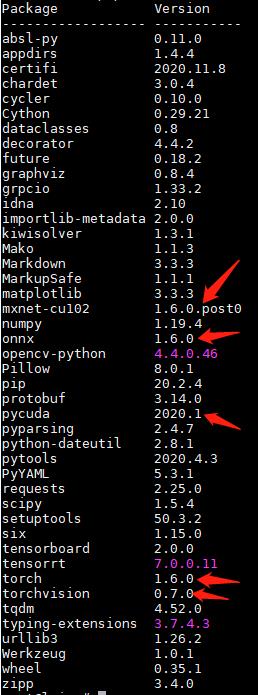 Package Version
----------------- -----------
absl-py 0.11.0
appdirs 1.4.4
certifi 2020.11.8
chardet 3.0.4
cycler 0.10.0
Cython 0.29.21
dataclasses 0.8
decorator 4.4.2
future 0.18.2
graphviz 0.8.4
grpcio 1.33.2
idna 2.10
importlib-metadata 2.0.0
kiwisolver 1.3.1
Mako 1.1.3
Markdown 3.3.3
MarkupSafe 1.1.1
matplotlib 3.3.3
mxnet-cu102 1.6.0.post0
numpy 1.19.4
onnx 1.6.0
opencv-python 4.4.0.46
Pillow 8.0.1
pip 20.2.4
protobuf 3.14.0
pycuda 2020.1
pyparsing 2.4.7
python-dateutil 2.8.1
pytools 2020.4.3
PyYAML 5.3.1
requests 2.25.0
scipy 1.5.4
setuptools 50.3.2
six 1.15.0
tensorboard 2.0.0
tensorrt 7.0.0.11
torch 1.6.0
torchvision 0.7.0
tqdm 4.52.0
typing-extensions 3.7.4.3
urllib3 1.26.2
Werkzeug 1.0.1
wheel 0.35.1
zipp 3.4.0